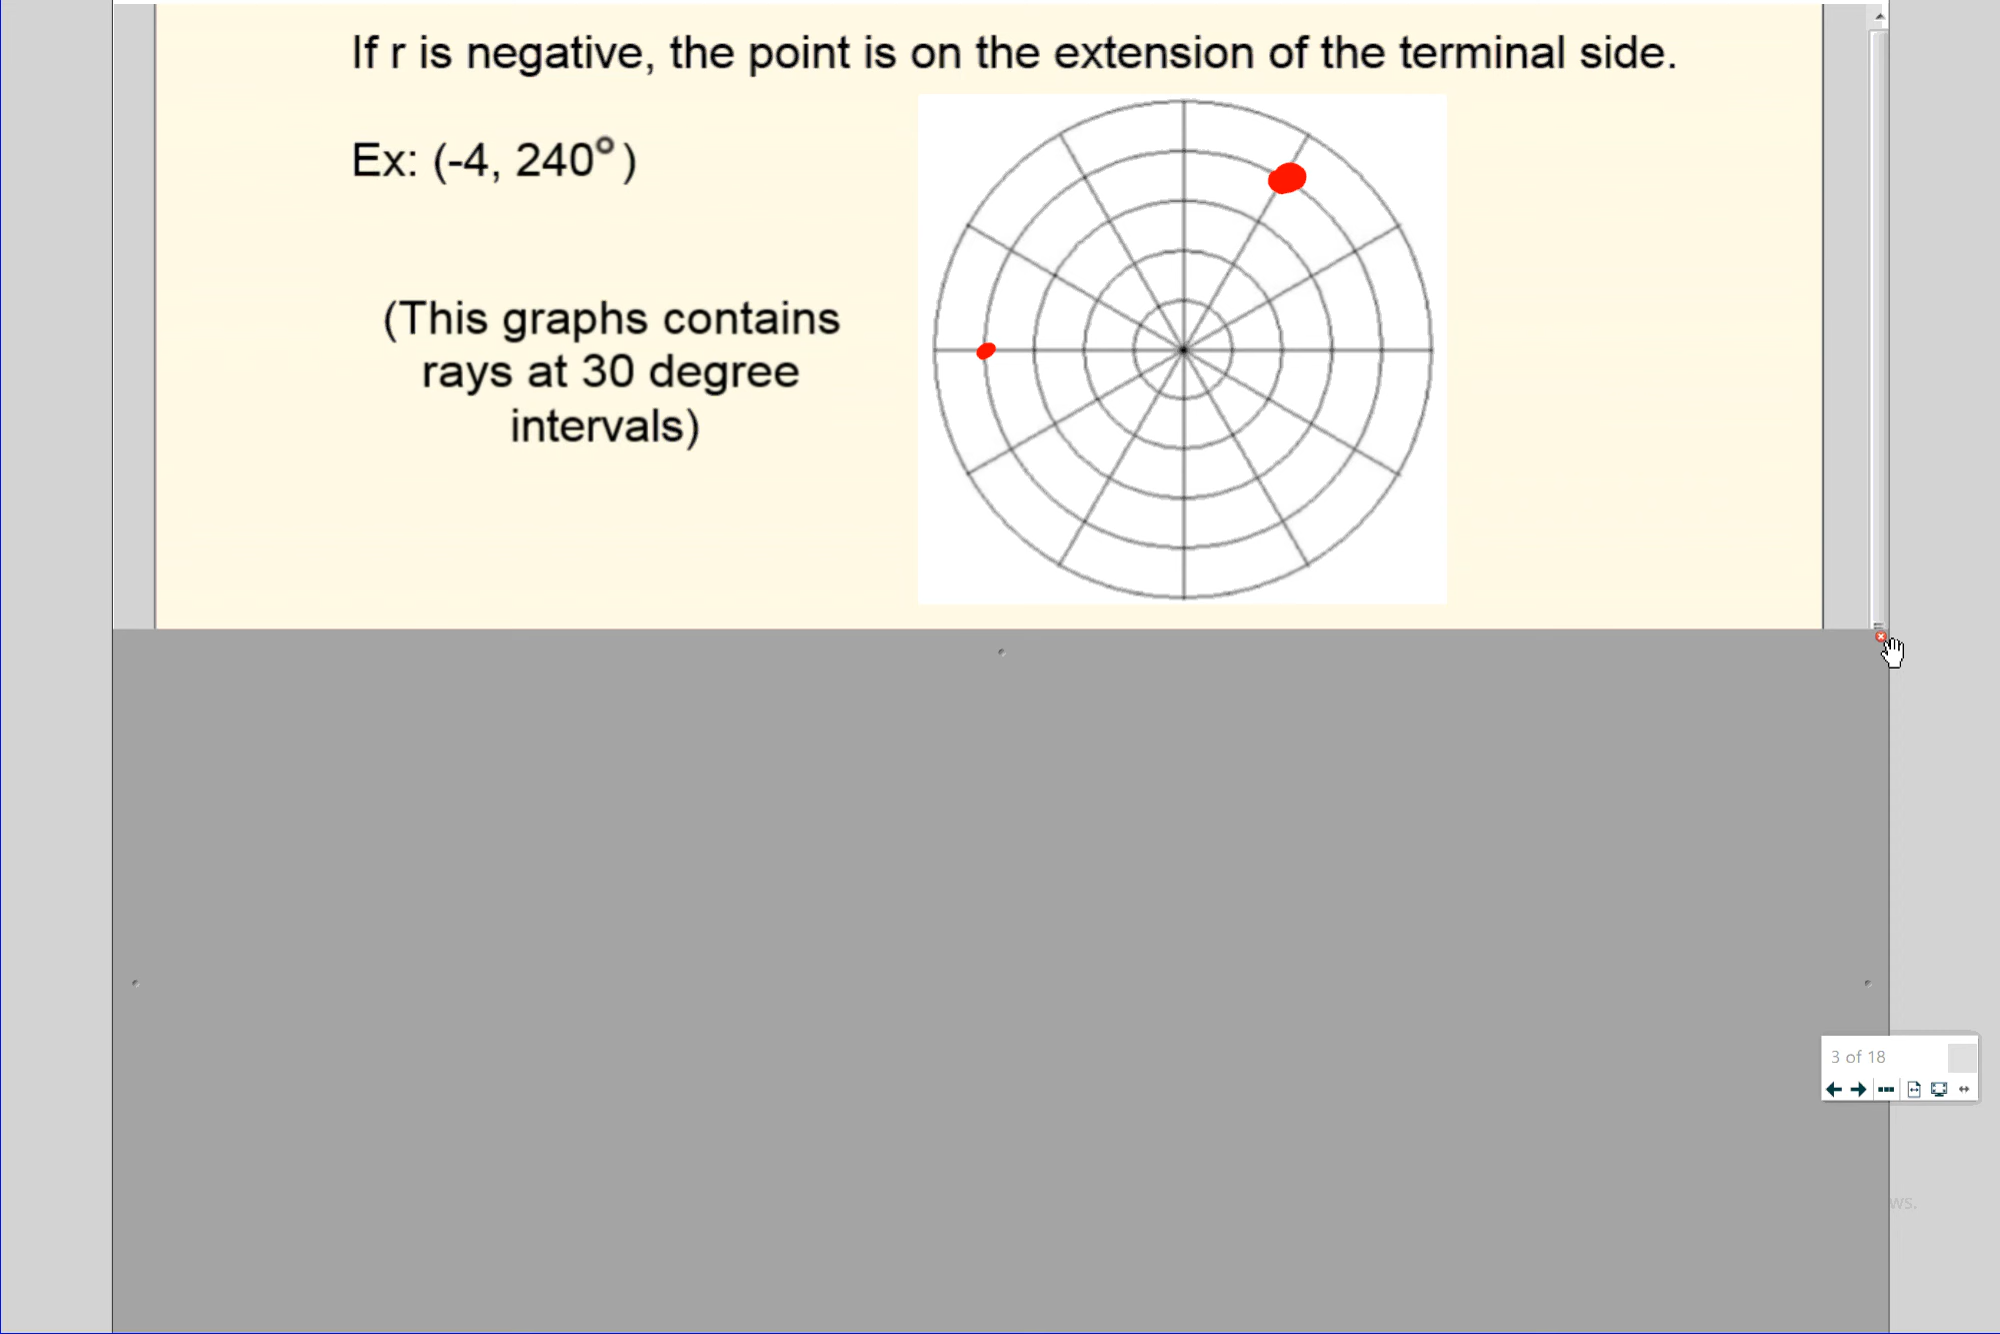 If r is negative, the point is on the extension of the terminal side.
Ex: (-4, 240°)
(This graphs contains
rays at 30 degree
intervals)
3 of 18
ws.